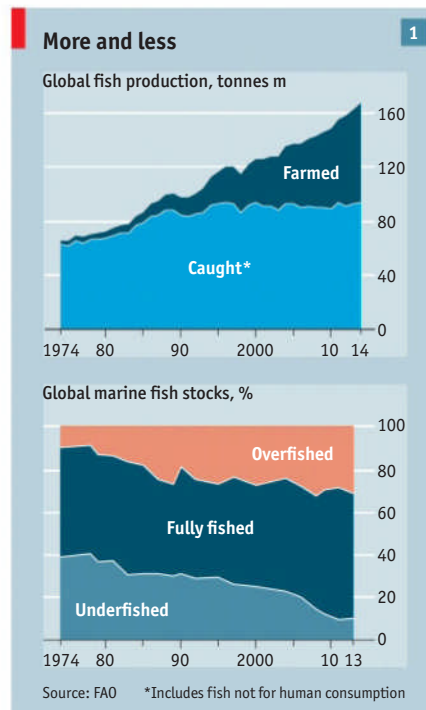 More and less
1
Global fish production, tonnes m
160
120
Farmed
80
Caught*
40
0
1974 80 90 2000 10 14
Global marine fish stocks, %
100
Overfished
80
60
Fully fished
40
20
Underfished
0
1974 80 90 2000 10 13
Source: FAO *Includes fish not for human consumption